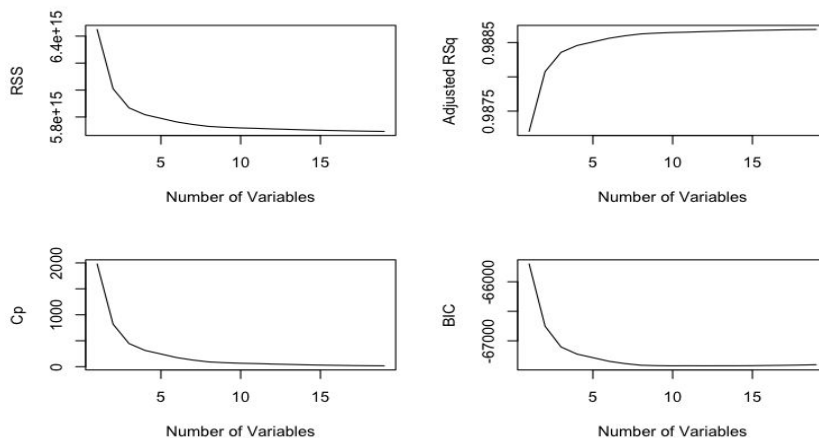 RSS
6.4e+15
5.8e+15
5 10 15
Number of Variables
Adjusted RSq
0.9885
0.9875
5 10 15
Number of Variables
Cp
2000
1000
0
5 10 15
Number of Variables
BIC
-66000
-67000
5 10 15
Number of Variables